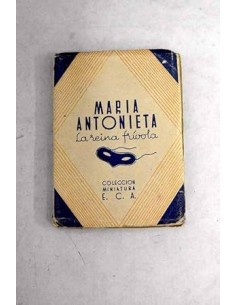 MARIA
ANTONIETA
La reina frívola
COLECCION
MINIATURA
E. C. A.